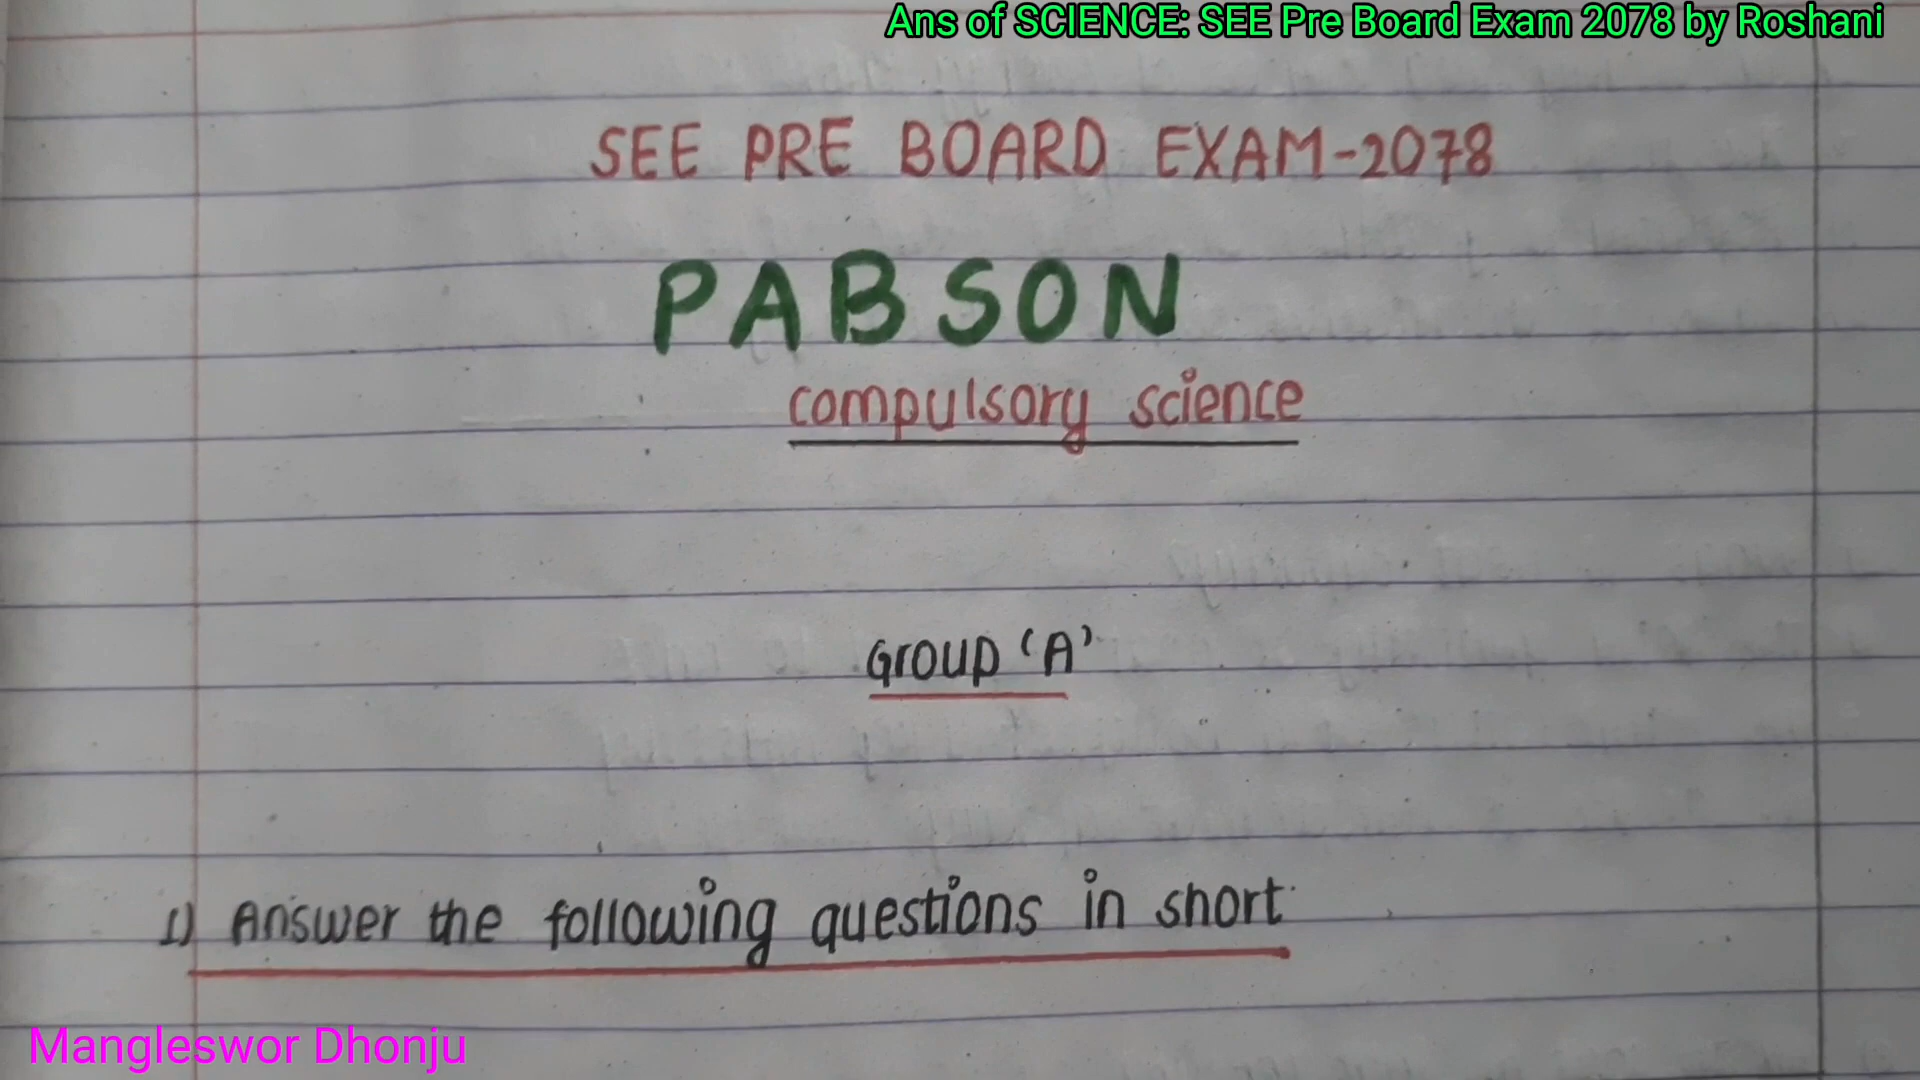 Ans of SCIENCE: SEE Pre Board Exam 2078 by Roshani
SEE PRE BOARD EXAM-2078
PABSON
compulsory science
Group 'A'
1) Answer the following questions in short
Mangleswor Dhonju